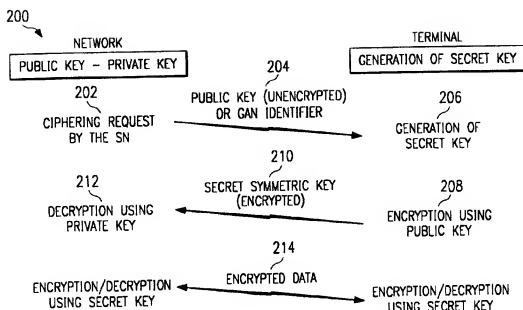 200
NETWORK
TERMINAL
PUBLIC KEY – PRIVATE KEY
GENERATION OF SECRET KEY
202
204
206
CIPHERING REQUEST
BY THE SN
PUBLIC KEY (UNENCRYPTED)
OR GAN IDENTIFIER
GENERATION OF
SECRET KEY
212
210
208
DECRYPTION USING
PRIVATE KEY
SECRET SYMMETRIC KEY
(ENCRYPTED)
ENCRYPTION USING
PUBLIC KEY
214
ENCRYPTED DATA
ENCRYPTION/DECRYPTION
USING SECRET KEY
ENCRYPTION/DECRYPTION
USING SECRET KEY